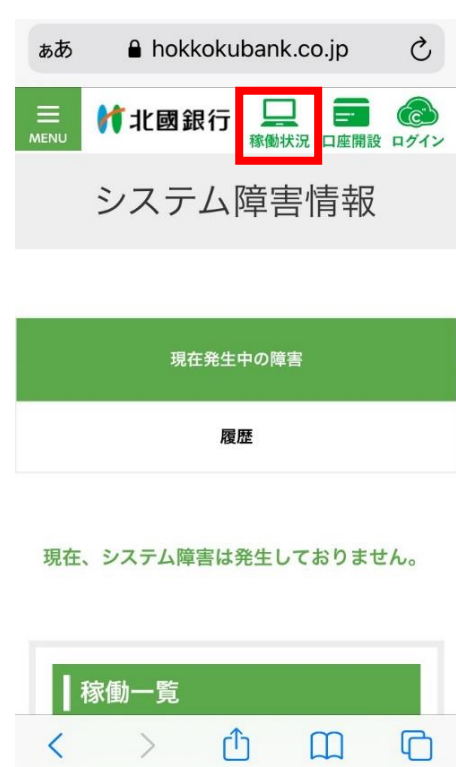 ぁあ hokkokubank.co.jp
MENU 北國銀行 稼働状況 口座開設 ログイン
システム障害情報
現在発生中の障害
履歴
現在、システム障害は発生しておりません。
稼働一覧